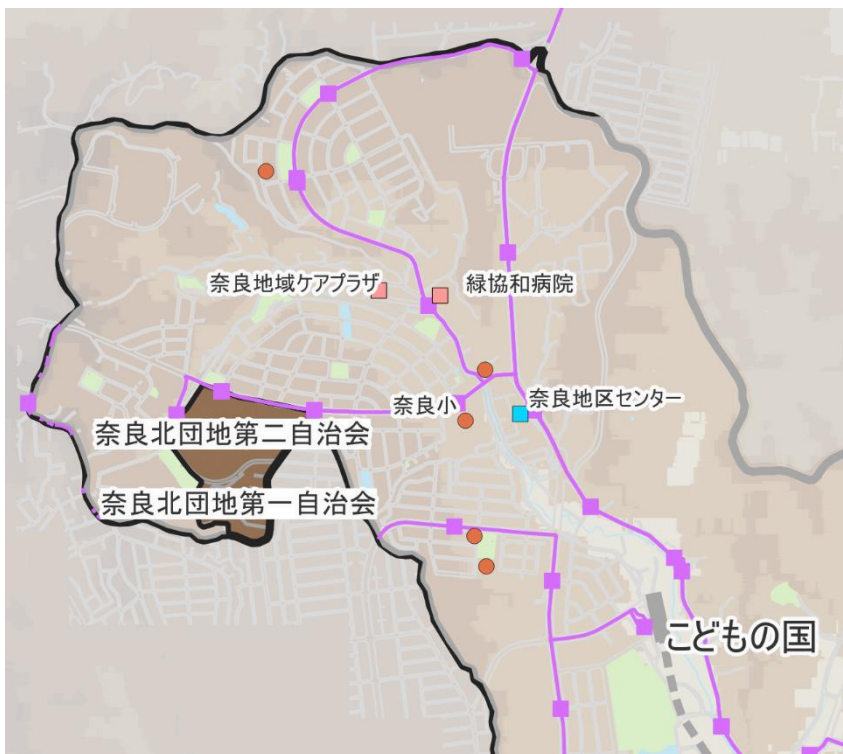 奈良地域ケアプラザ
緑協和病院
奈良小
奈良地区センター
奈良北団地第二自治会
奈良北団地第一自治会
こどもの国